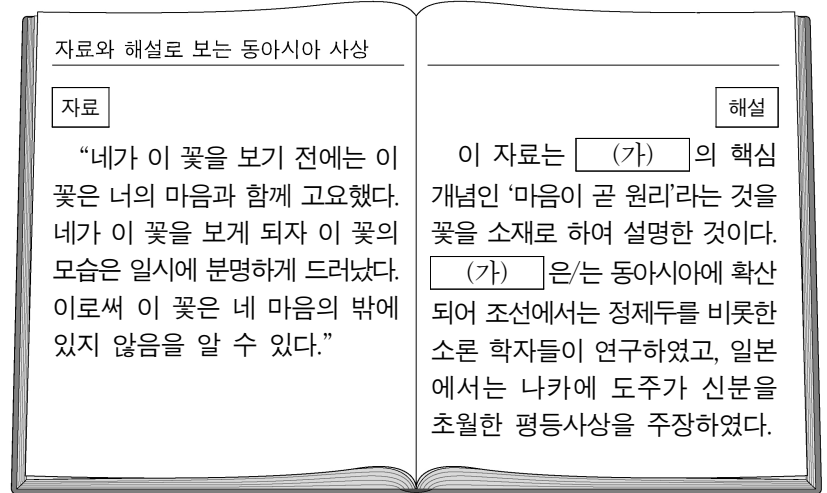 자료와 해설로 보는 동아시아 사상
자료
“네가 이 꽃을 보기 전에는 이
꽃은 너의 마음과 함께 고요했다.
네가 이 꽃을 보게 되자 이 꽃의
모습은 일시에 분명하게 드러났다.
이로써 이 꽃은 네 마음의 밖에
있지 않음을 알 수 있다.”
해설
이 자료는 (가) 의 핵심
개념인 ‘마음이 곧 원리’라는 것을
꽃을 소재로 하여 설명한 것이다.
(가) 은/는 동아시아에 확산
되어 조선에서는 정제두를 비롯한
소론 학자들이 연구하였고, 일본
에서는 나카에 도주가 신분을
초월한 평등사상을 주장하였다.